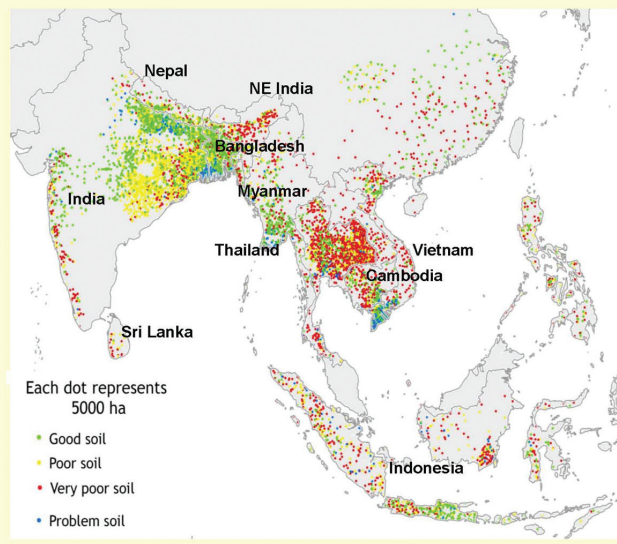 Nepal
NE India
Bangladesh
India
Myanmar
Thailand
Vietnam
Cambodia
Sri Lanka
Each dot represents
5000 ha
Good soil
Poor soil
Very poor soil
Indonesia
Problem soil